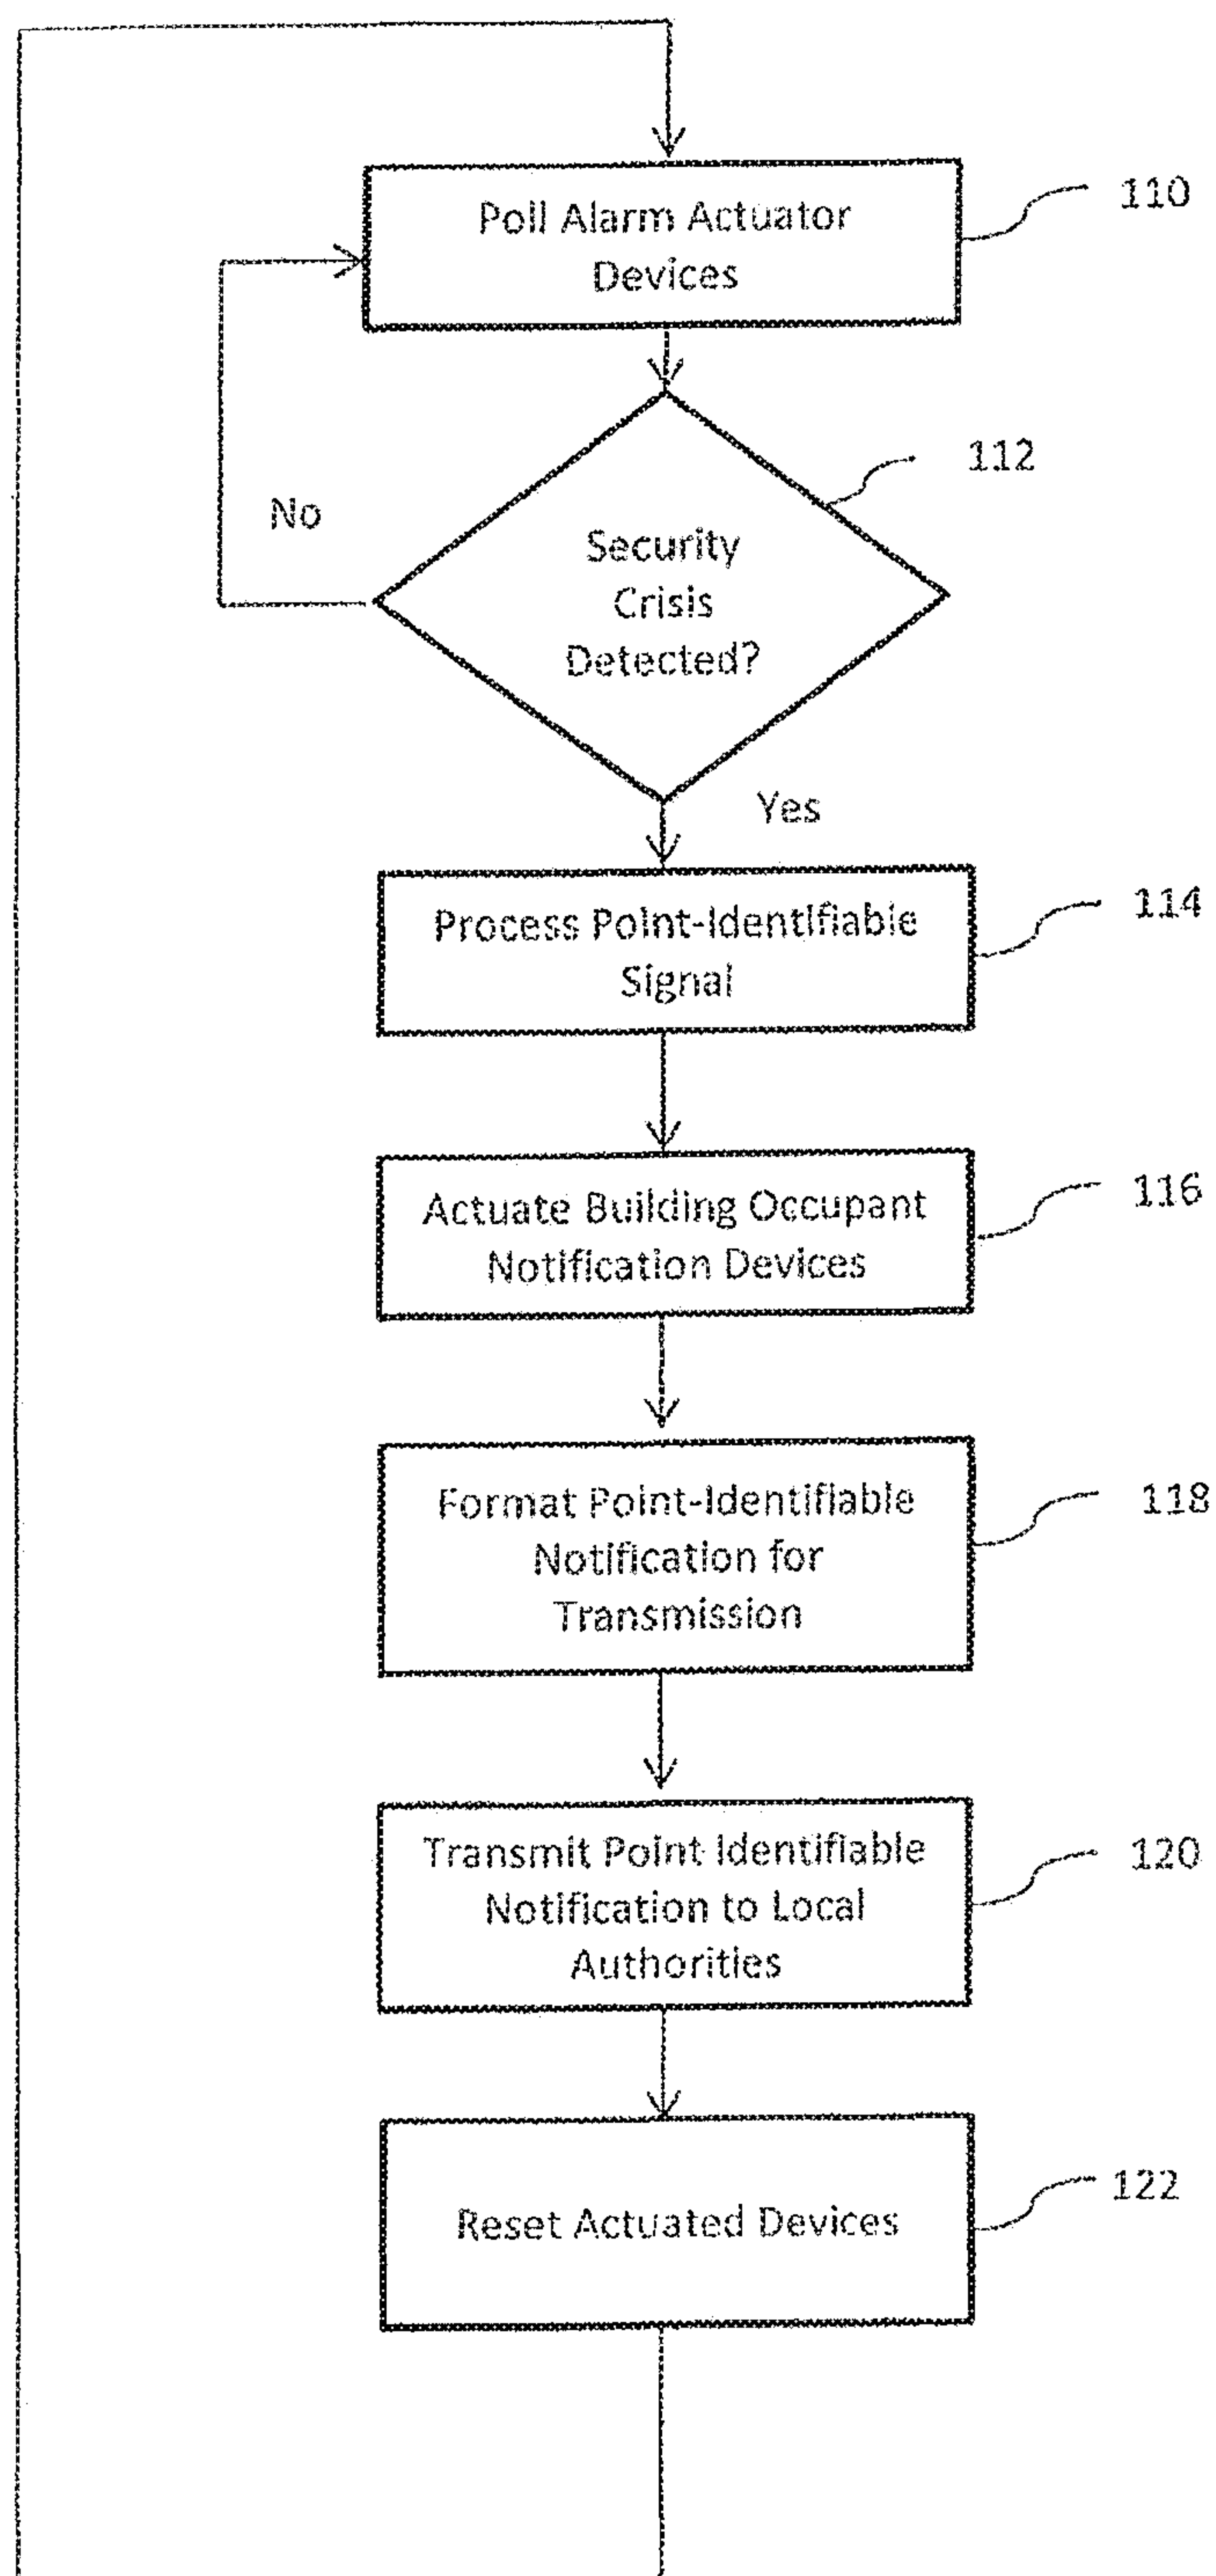 Poll Alarm Actuator
Devices
110
112
No
Security
Crisis
Detected?
Yes
Process Point-Identifiable
Signal
114
Actuate Building Occupant
Notification Devices
116
Format Point-Identifiable
Notification for
Transmission
118
Transmit Point Identifiable
Notification to Local
Authorities
120
Reset Actuated Devices
122